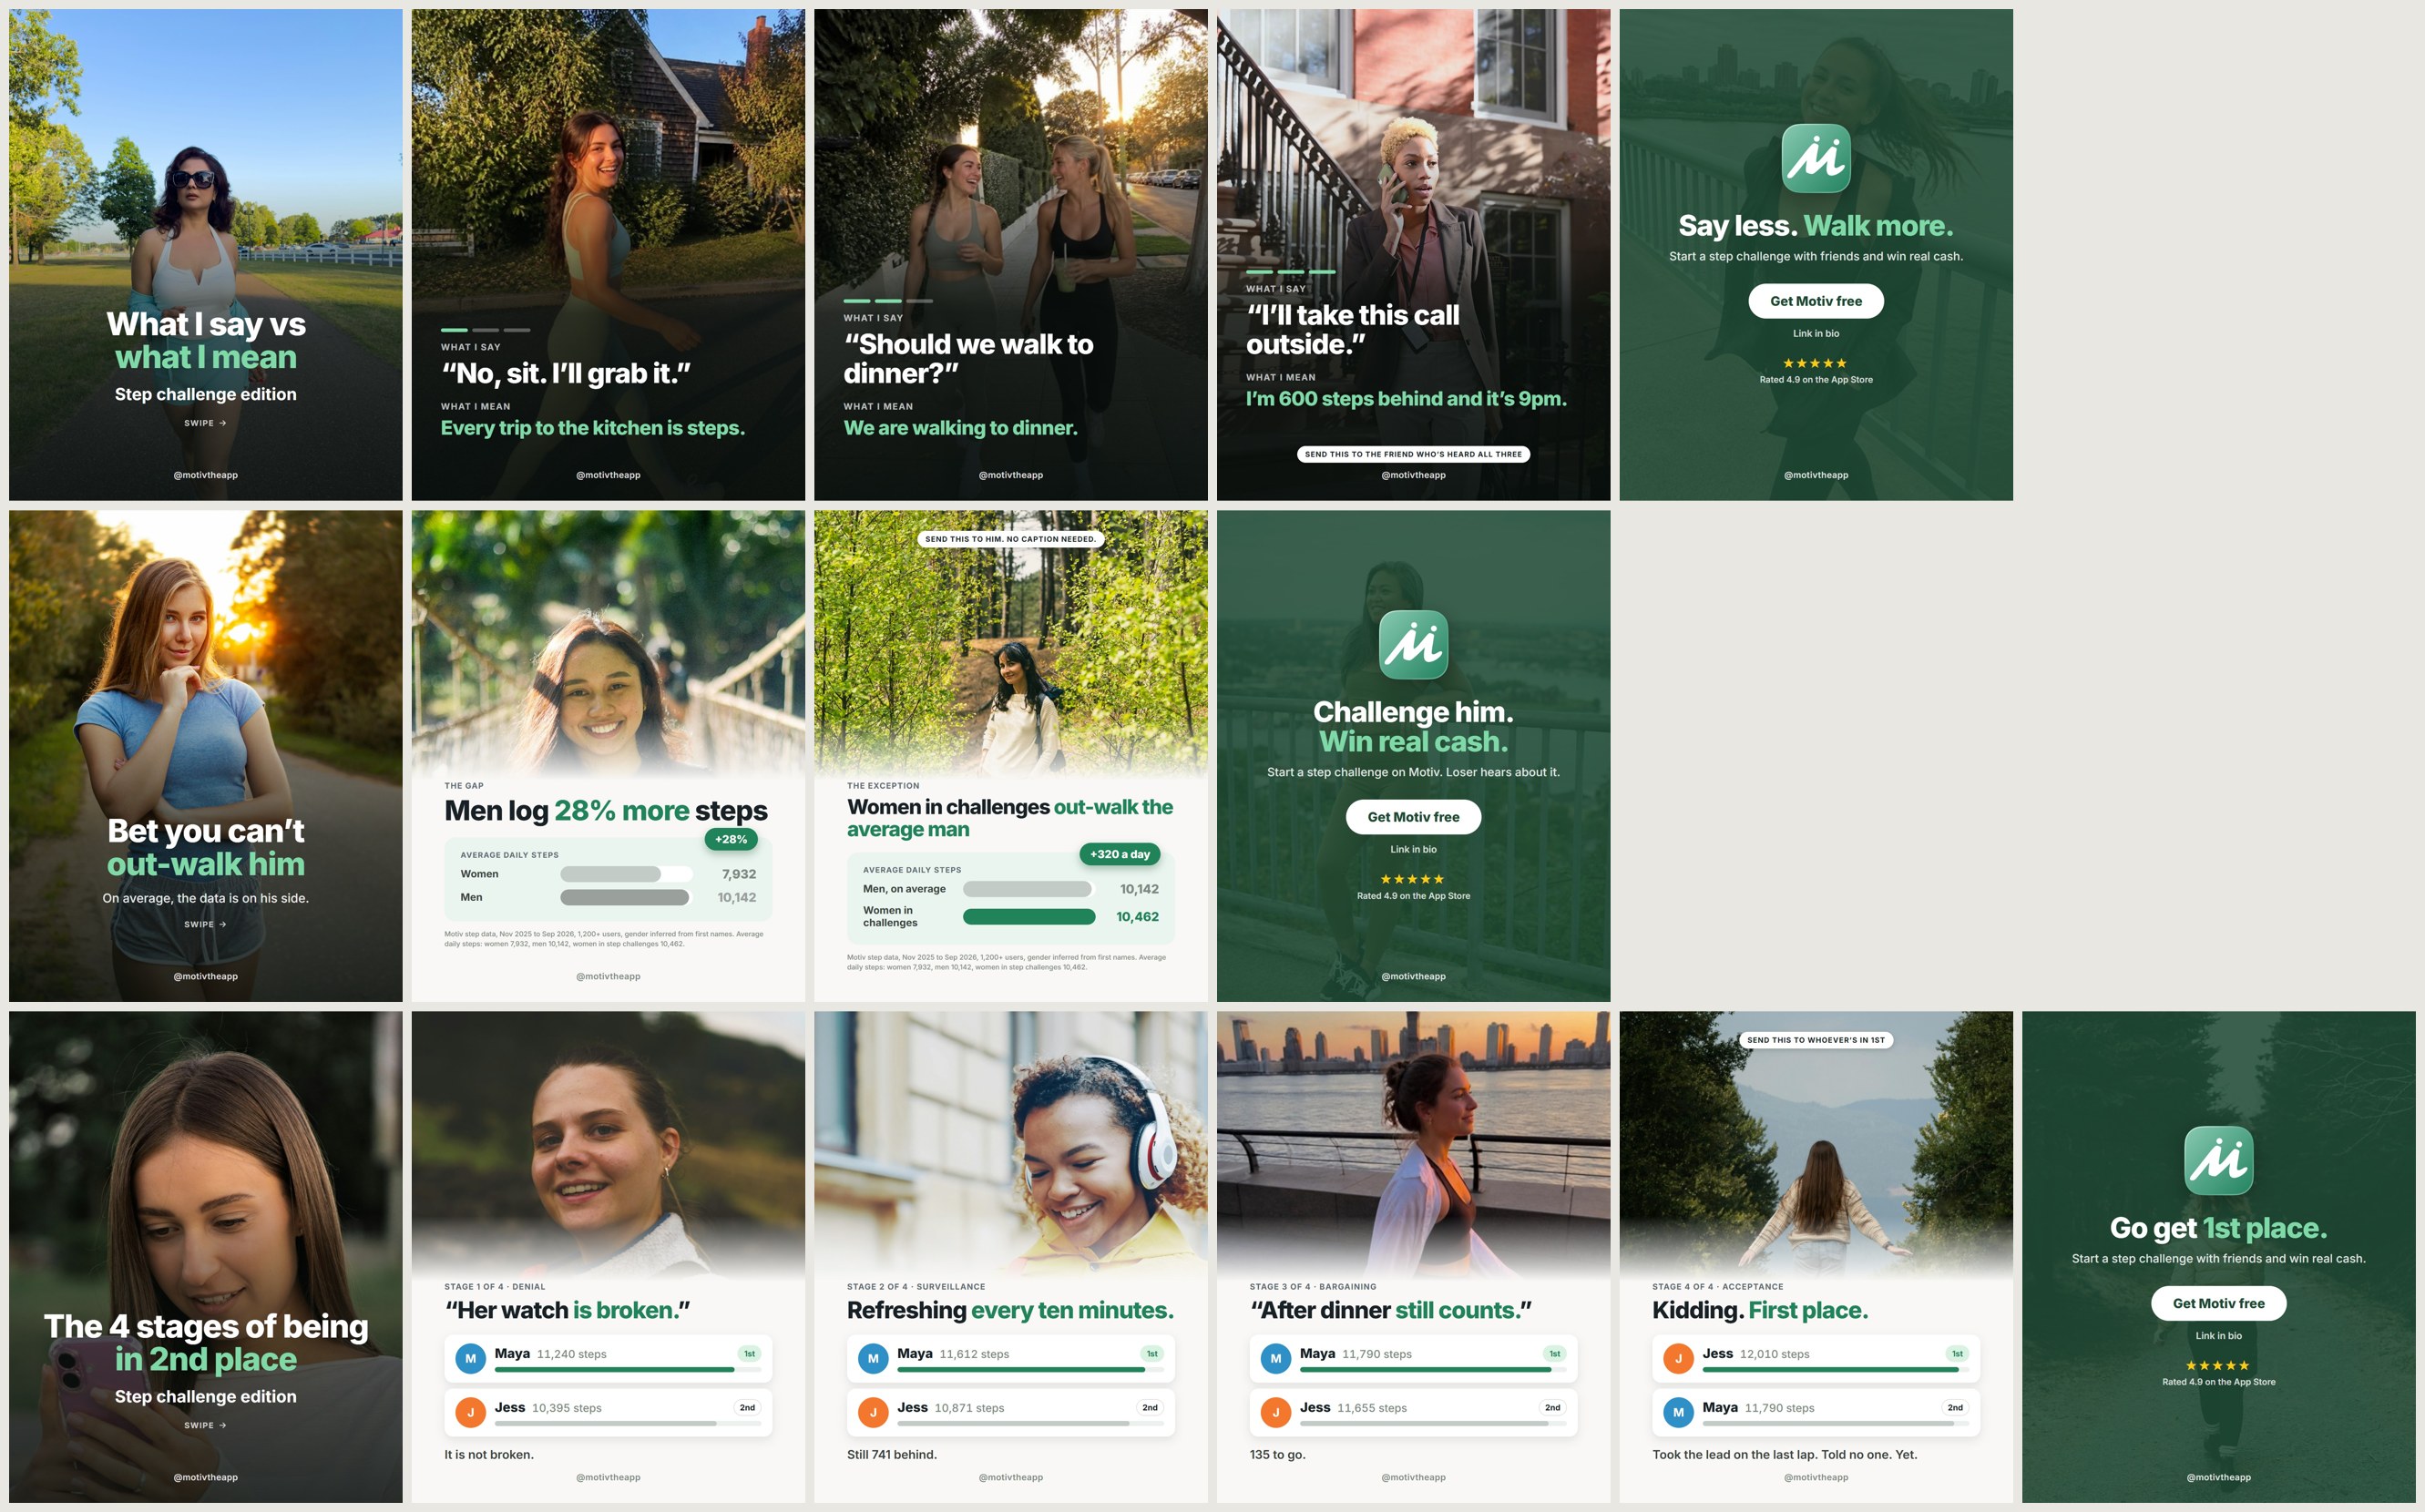 What I say vs
what I mean
Step challenge edition
SWIPE →
@motivtheapp
WHAT I SAY
“No, sit. I’ll grab it.”
WHAT I MEAN
Every trip to the kitchen is steps.
@motivtheapp
WHAT I SAY
“Should we walk to
dinner?”
WHAT I MEAN
We are walking to dinner.
@motivtheapp
WHAT I SAY
“I’ll take this call
outside.”
WHAT I MEAN
I’m 600 steps behind and it’s 9pm.
SEND THIS TO THE FRIEND WHO’S HEARD ALL THREE
@motivtheapp
Say less. Walk more.
Start a step challenge with friends and win real cash.
Get Motiv free
Link in bio
★★★★★
Rated 4.9 on the App Store
@motivtheapp
Bet you can’t
out-walk him
On average, the data is on his side.
SWIPE →
@motivtheapp
THE GAP
Men log 28% more steps
+28%
AVERAGE DAILY STEPS
Women 7,932
Men 10,142
Motiv step data, Nov 2025 to Sep 2026, 1,200+ users, gender inferred from first names. Average
daily steps: women 7,932, men 10,142, women in step challenges 10,462.
@motivtheapp
SEND THIS TO HIM. NO CAPTION NEEDED.
THE EXCEPTION
Women in challenges out-walk the
average man
+320 a day
AVERAGE DAILY STEPS
Men, on average 10,142
Women in
challenges 10,462
Motiv step data, Nov 2025 to Sep 2026, 1,200+ users, gender inferred from first names. Average
daily steps: women 7,932, men 10,142, women in step challenges 10,462.
Challenge him.
Win real cash.
Start a step challenge on Motiv. Loser hears about it.
Get Motiv free
Link in bio
★★★★★
Rated 4.9 on the App Store
@motivtheapp
The 4 stages of being
in 2nd place
Step challenge edition
SWIPE →
@motivtheapp
STAGE 1 OF 4 · DENIAL
“Her watch is broken.”
M Maya 11,240 steps 1st
J Jess 10,395 steps 2nd
It is not broken.
@motivtheapp
STAGE 2 OF 4 · SURVEILLANCE
Refreshing every ten minutes.
M Maya 11,612 steps 1st
J Jess 10,871 steps 2nd
Still 741 behind.
@motivtheapp
STAGE 3 OF 4 · BARGAINING
“After dinner still counts.”
M Maya 11,790 steps 1st
J Jess 11,655 steps 2nd
135 to go.
@motivtheapp
SEND THIS TO WHOEVER’S IN 1ST
STAGE 4 OF 4 · ACCEPTANCE
Kidding. First place.
J Jess 12,010 steps 1st
M Maya 11,790 steps 2nd
Took the lead on the last lap. Told no one. Yet.
@motivtheapp
Go get 1st place.
Start a step challenge with friends and win real cash.
Get Motiv free
Link in bio
★★★★★
Rated 4.9 on the App Store
@motivtheapp